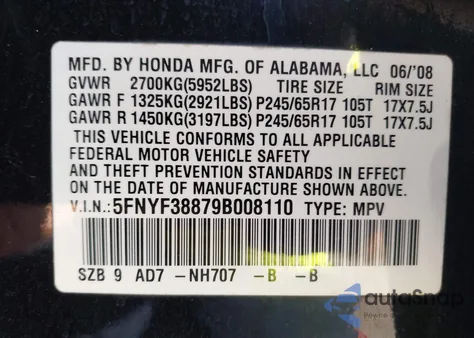 MFD. BY HONDA MFG. OF ALABAMA, LLC 06/'08
GVWR 2700KG(5952LBS) TIRE SIZE RIM SIZE
GAWR F 1325KG(2921LBS) P245/65R17 105T 17X7.5J
GAWR R 1450KG(3197LBS) P245/65R17 105T 17X7.5J
THIS VEHICLE CONFORMS TO ALL APPLICABLE
FEDERAL MOTOR VEHICLE SAFETY
AND THEFT PREVENTION STANDARDS IN EFFECT
ON THE DATE OF MANUFACTURE SHOWN ABOVE.
V.I.N.:5FNYF38879B008110 TYPE: MPV
SZB 9 AD7 -NH707 -B -B
autoSnap